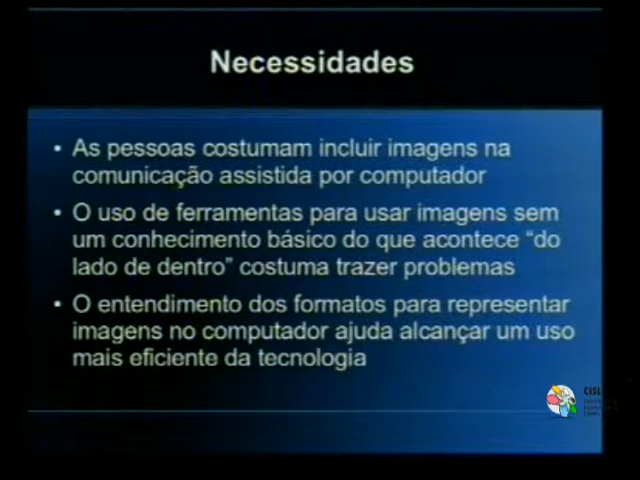 Necessidades
• As pessoas costumam incluir imagens na
comunicação assistida por computador
• O uso de ferramentas para usar imagens sem
um conhecimento básico do que acontece "do
lado de dentro" costuma trazer problemas
• O entendimento dos formatos para representar
imagens no computador ajuda alcançar um uso
mais eficiente da tecnologia